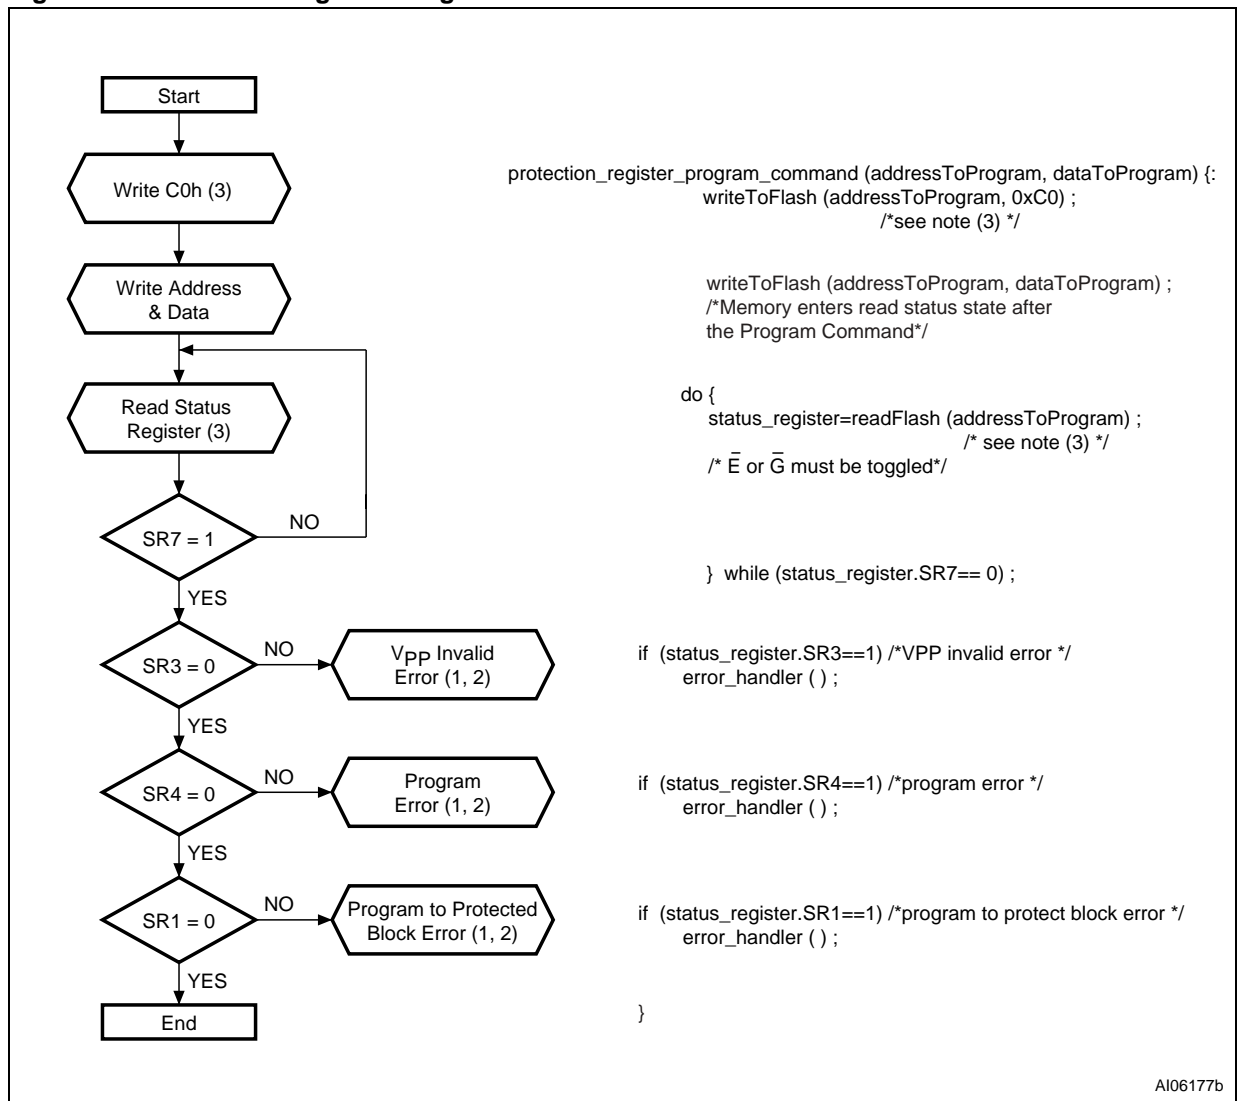 Start
Write C0h (3)
Write Address
& Data
Read Status
Register (3)
SR7 = 1
NO
YES
SR3 = 0
NO
VPP Invalid
Error (1, 2)
YES
SR4 = 0
NO
Program
Error (1, 2)
YES
SR1 = 0
NO
Program to Protected
Block Error (1, 2)
YES
End
protection_register_program_command (addressToProgram, dataToProgram) {:
writeToFlash (addressToProgram, 0xC0) ;
/*see note (3) */
writeToFlash (addressToProgram, dataToProgram) ;
/*Memory enters read status state after
the Program Command*/
do {
status_register=readFlash (addressToProgram) ;
/* see note (3) */
/* E̅ or G̅ must be toggled*/
} while (status_register.SR7== 0) ;
if (status_register.SR3==1) /*VPP invalid error */
error_handler ( ) ;
if (status_register.SR4==1) /*program error */
error_handler ( ) ;
if (status_register.SR1==1) /*program to protect block error */
error_handler ( ) ;
}
AI06177b